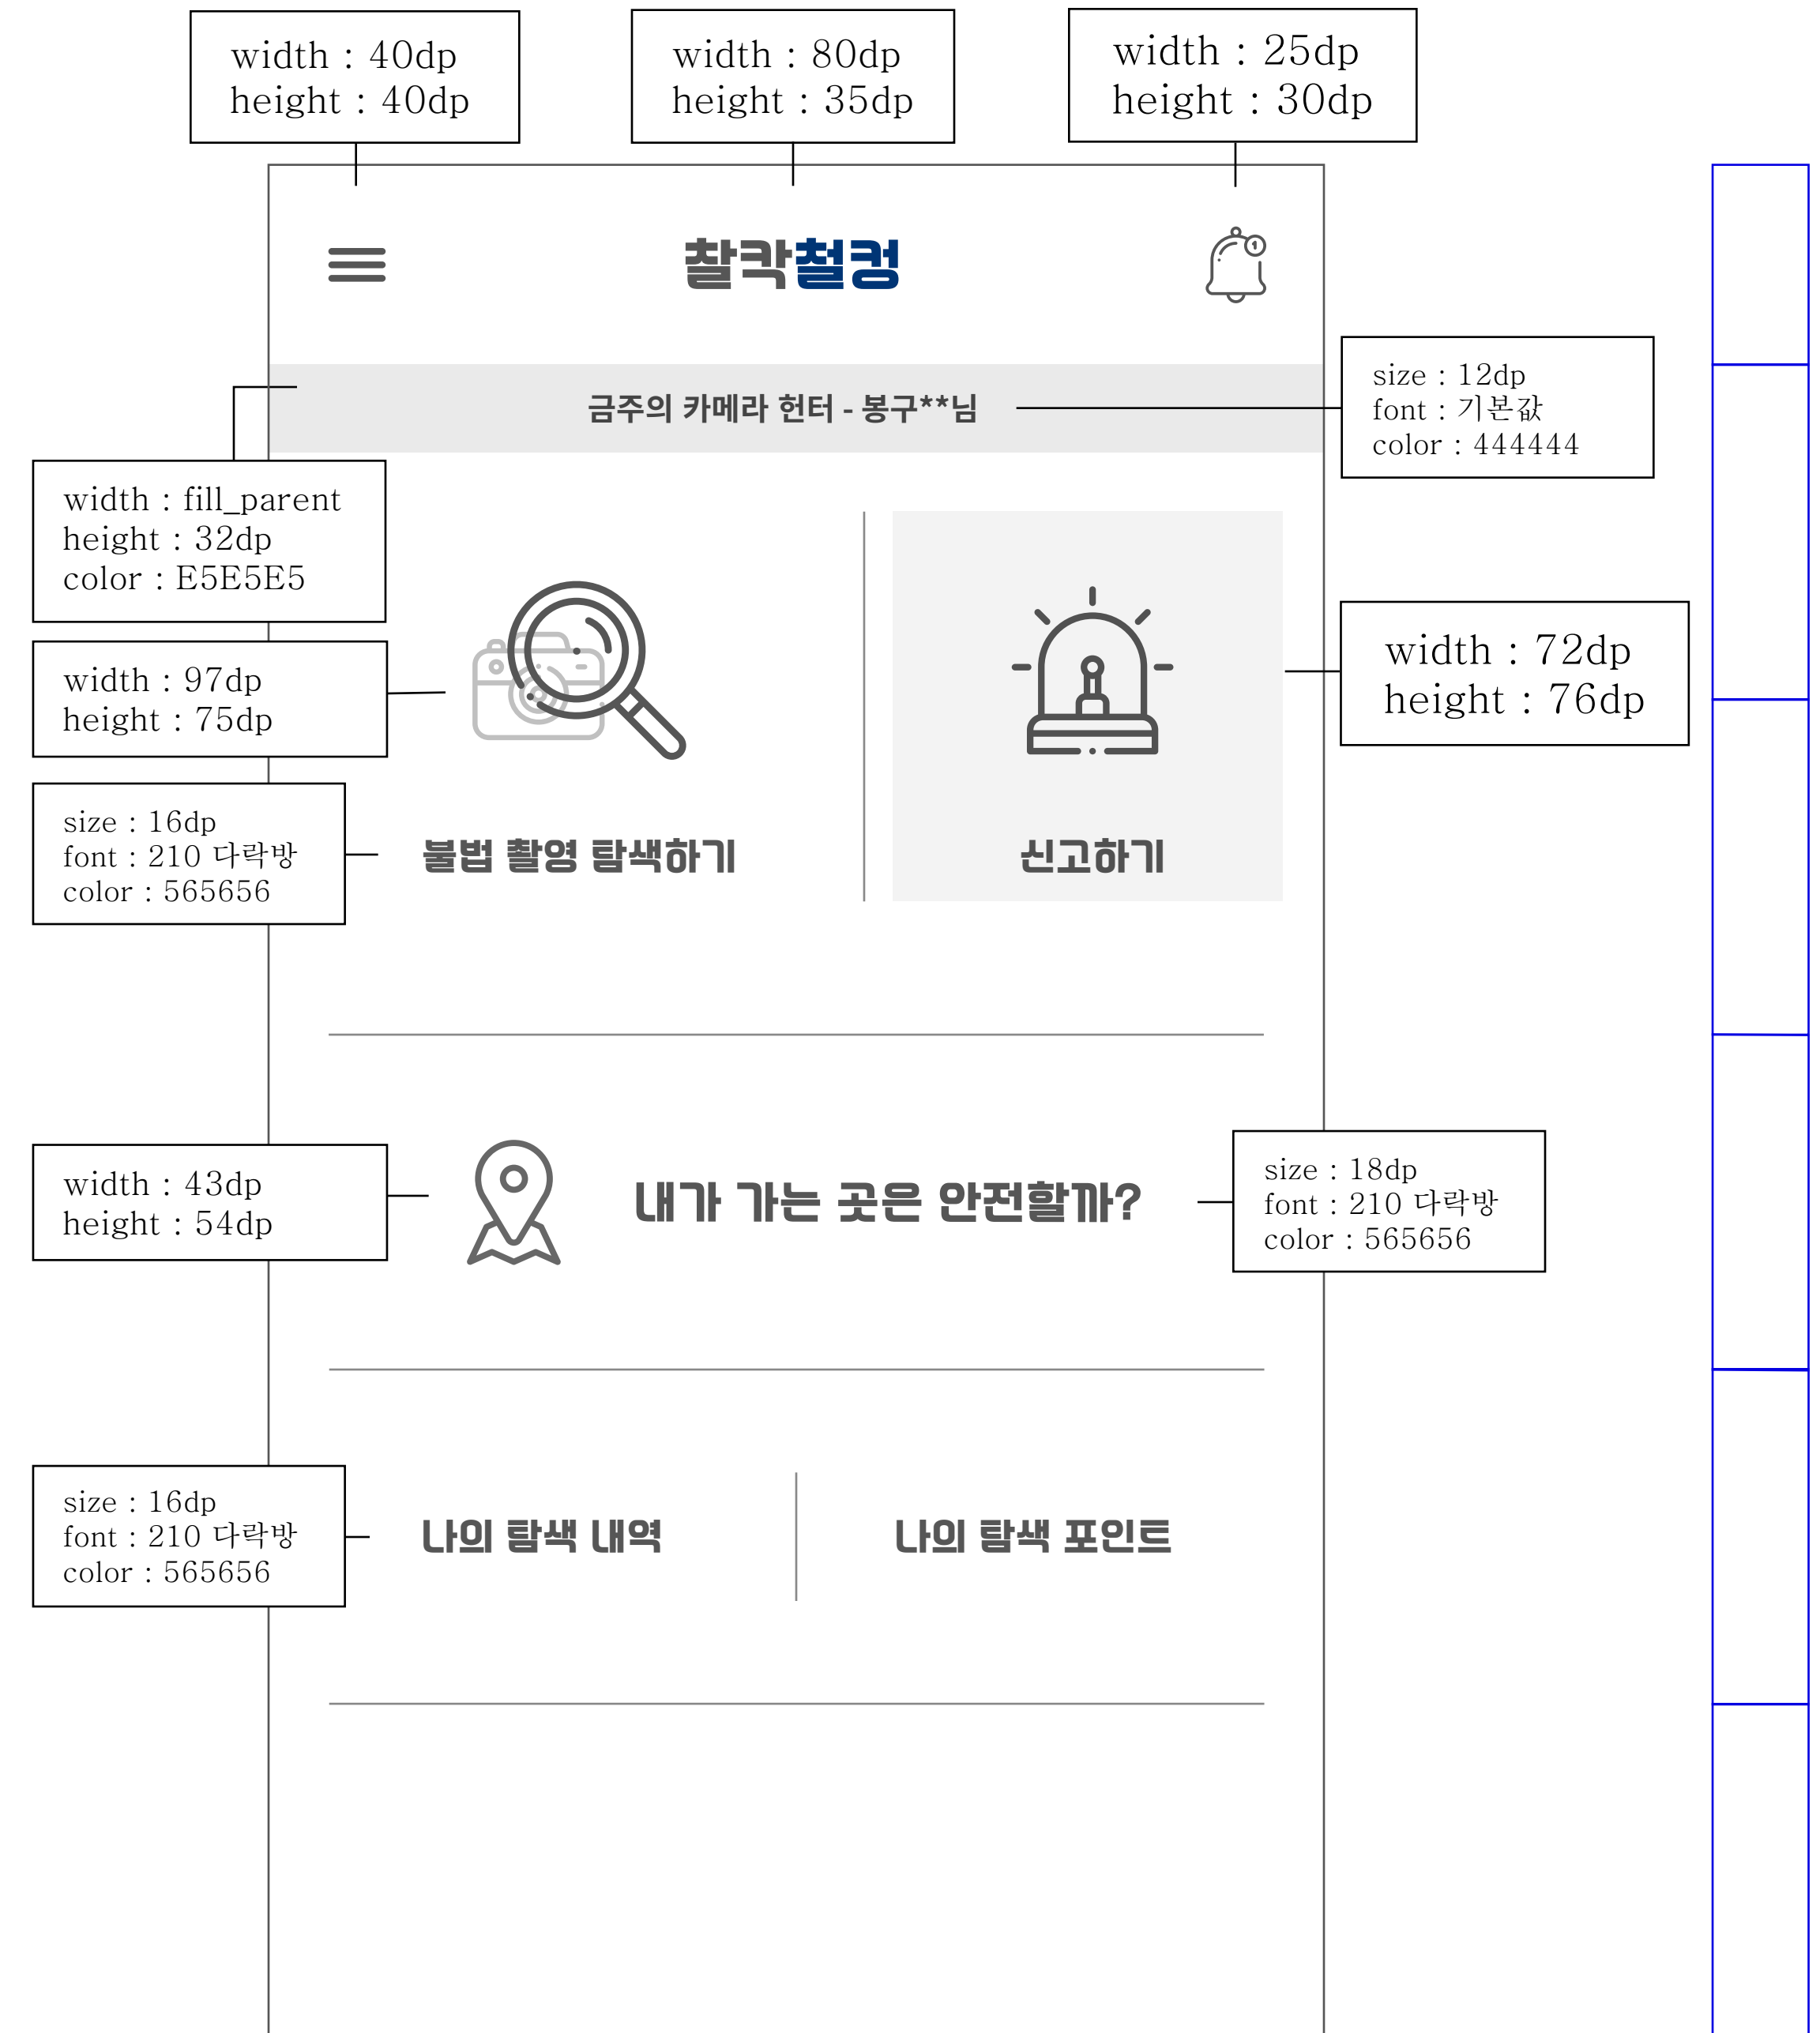 width : 40dp
height : 40dp
width : 80dp
height : 35dp
width : 25dp
height : 30dp
찰칵철컹
1
금주의 카메라 헌터 - 봉구**님
size : 12dp
font : 기본값
color : 444444
width : fill_parent
height : 32dp
color : E5E5E5
width : 97dp
height : 75dp
width : 72dp
height : 76dp
size : 16dp
font : 210 다락방
color : 565656
불법 촬영 탐색하기
신고하기
width : 43dp
height : 54dp
내가 가는 곳은 안전할까?
size : 18dp
font : 210 다락방
color : 565656
size : 16dp
font : 210 다락방
color : 565656
나의 탐색 내역
나의 탐색 포인트